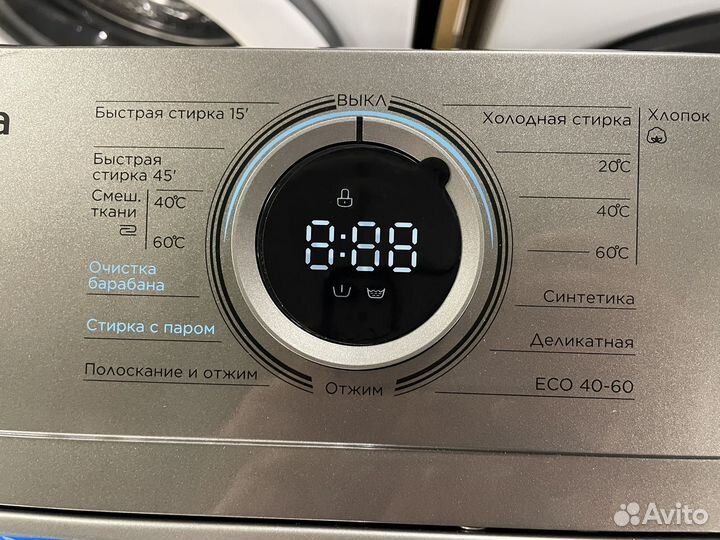 ВЫКЛ
Быстрая стирка 15'
Быстрая
стирка 45'
Смеш.
ткани
40°C
60°C
Очистка
барабана
Стирка с паром
Полоскание и отжим
Отжим
Холодная стирка
Хлопок
20°C
40°C
60°C
Синтетика
Деликатная
ECO 40-60
8:88
a
Avito